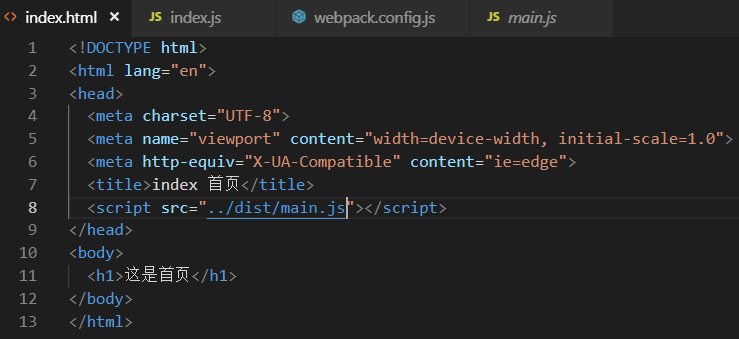 index.html × JS index.js webpack.config.js JS main.js
1 <!DOCTYPE html>
2 <html lang="en">
3 <head>
4 <meta charset="UTF-8">
5 <meta name="viewport" content="width=device-width, initial-scale=1.0">
6 <meta http-equiv="X-UA-Compatible" content="ie=edge">
7 <title>index 首页</title>
8 <script src="../dist/main.js"></script>
9 </head>
10 <body>
11 <h1>这是首页</h1>
12 </body>
13 </html>